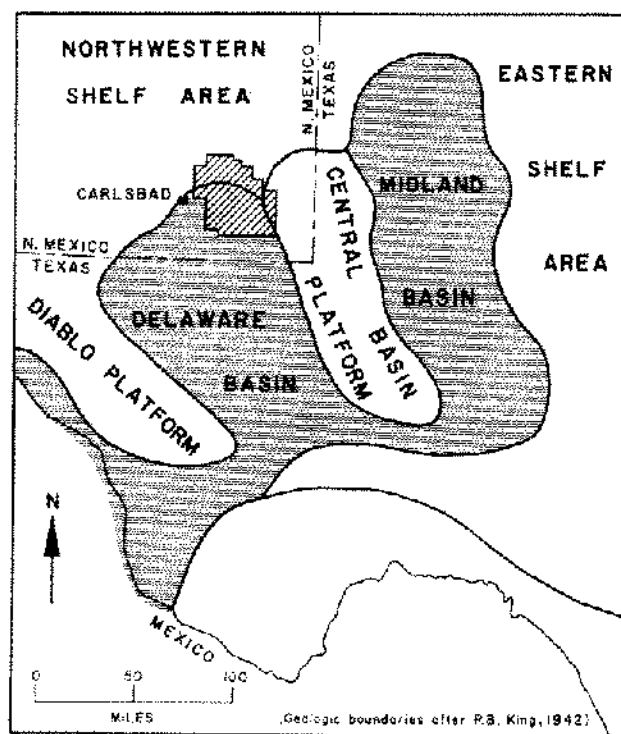 NORTHWESTERN
SHELF AREA
N. MEXICO
TEXAS
EASTERN
SHELF
AREA
CARLSBAD
MIDLAND
BASIN
CENTRAL BASIN
PLATFORM
N. MEXICO
TEXAS
DELAWARE
BASIN
DIABLO PLATFORM
N
MEXICO
0 50 100
MILES
(Geologic boundaries after P.B. King, 1942)